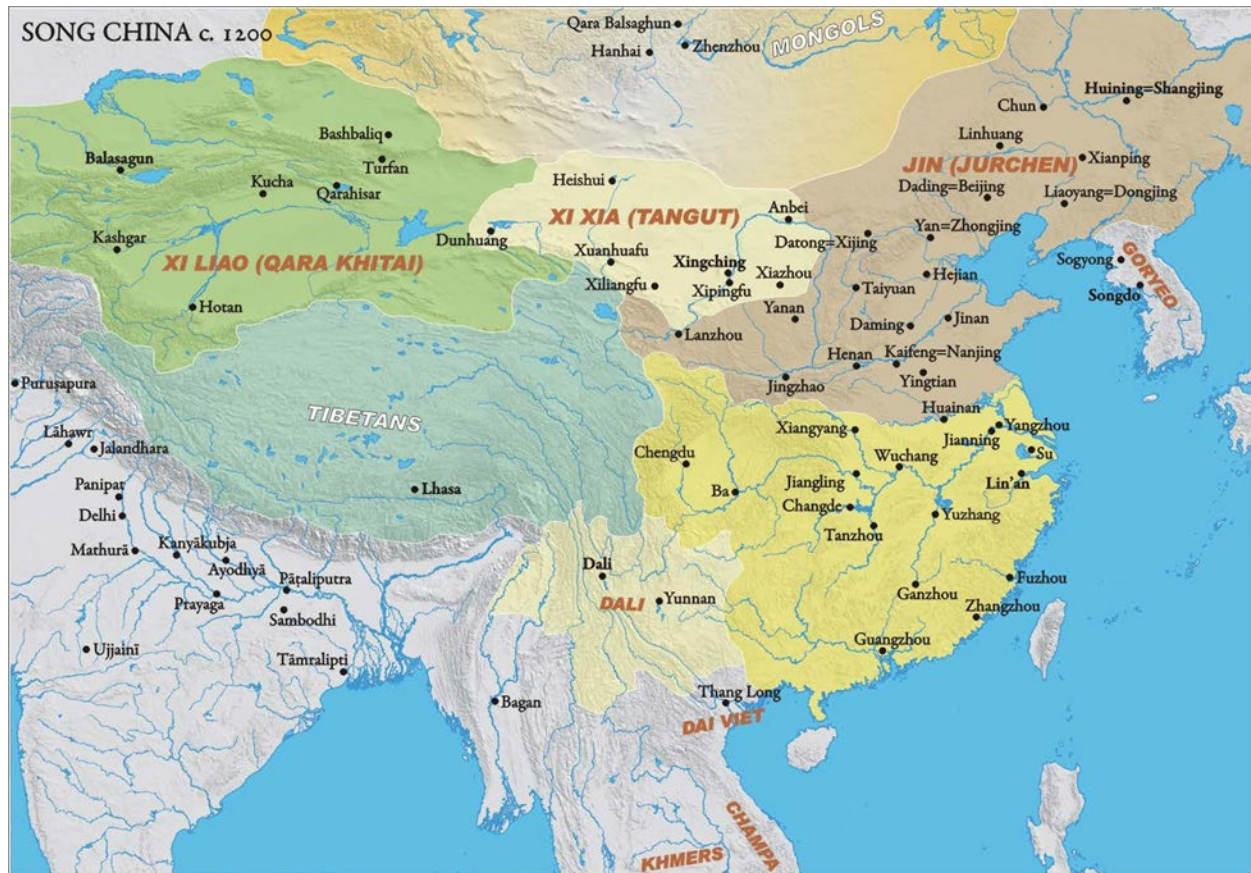 SONG CHINA c. 1200
Qara Balsaghun
Hanhai
Zhenzhou
MONGOLS
Chun
Huining=Shangjing
Linhuang
JIN (JURCHEN)
Xianping
Dading=Beijing
Liaoyang=Dongjing
Bashbaliq
Turfan
Balasagun
Kucha
Qarahisar
Kashgar
XI LIAO (QARA KHITAI)
Hotan
Heishui
XI XIA (TANGUT)
Anbei
Dunhuang
Datong=Xijing
Yan=Zhongjing
Xuanhuafu
Xingching
Xiazhou
Hejian
Xiliangfu
Xipingfu
Taiyuan
Sogyong
GORYEO
Songdo
Yanan
Daming
Jinan
Lanzhou
Henan
Kaifeng=Nanjing
Jingzhao
Yingtian
Puruṣapura
TIBETANS
Huainan
Lāhawr
Jalandhara
Xiangyang
Yangzhou
Jianning
Su
Chengdu
Wuchang
Panipat
Lhasa
Ba
Jiangling
Lin'an
Delhi
Changde
Yuzhang
Tanzhou
Mathurā
Kanyākubja
Ayodhyā
Dali
Pāṭaliputra
Fuzhou
Prayaga
DALI
Yunnan
Ganzhou
Sambodhi
Zhangzhou
Ujjainī
Guangzhou
Tāmralipti
Bagan
Thang Long
DAI VIET
CHAMPA
KHMERS